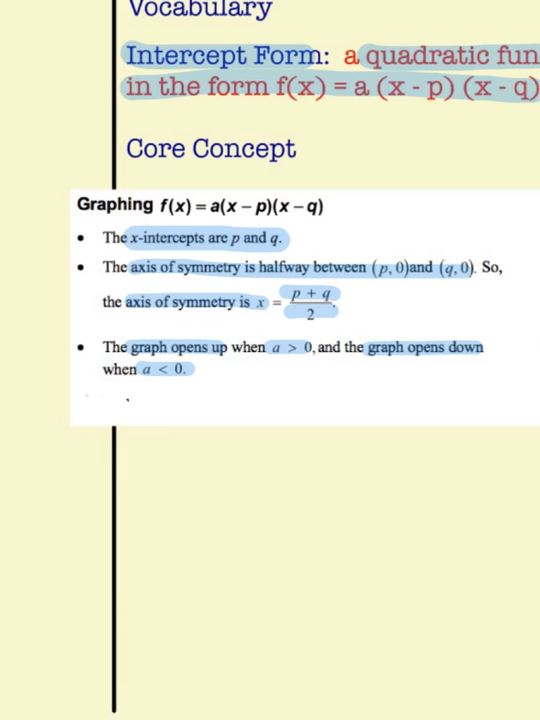 Vocabulary
Intercept Form: a quadratic fun
in the form f(x) = a (x - p) (x - q)
Core Concept
Graphing f(x) = a(x – p)(x – q)
• The x-intercepts are p and q.
• The axis of symmetry is halfway between (p, 0)and (q, 0). So,
the axis of symmetry is x = p + q / 2.
• The graph opens up when a > 0, and the graph opens down
when a < 0.